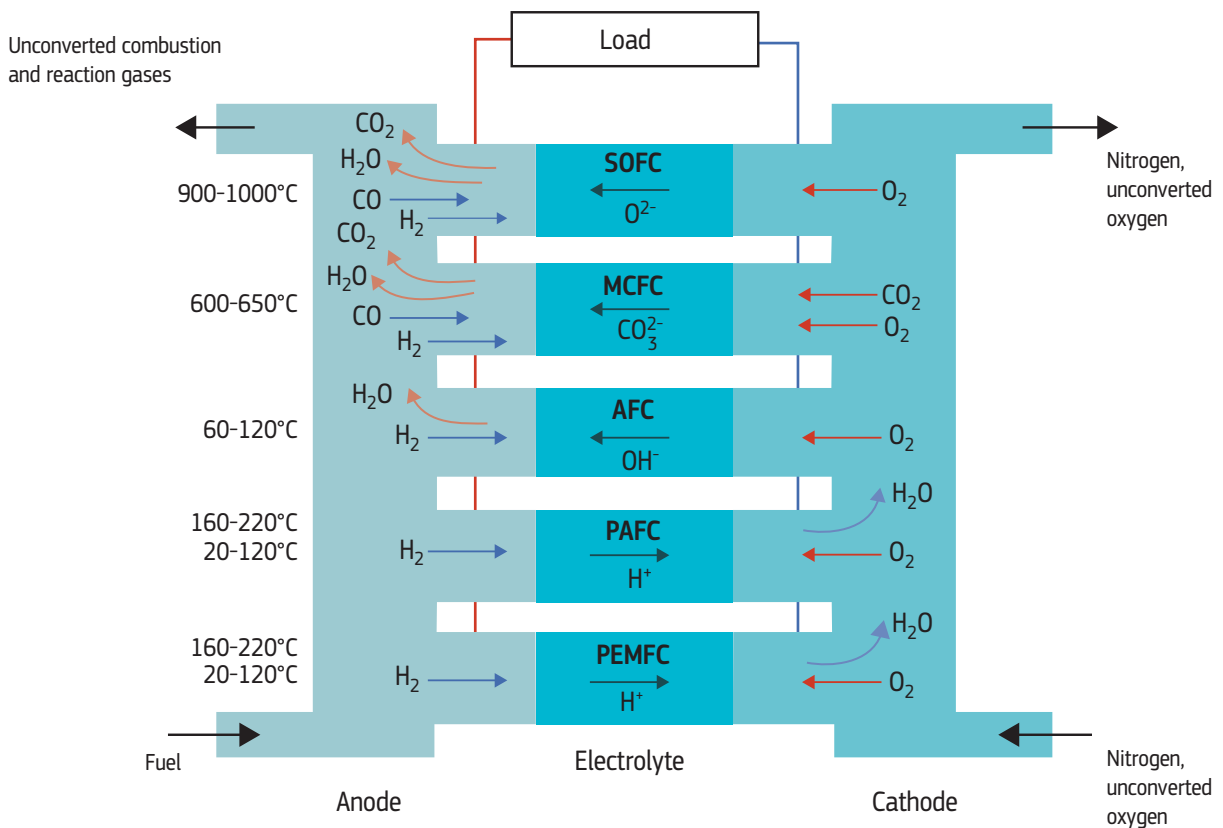 Load
Unconverted combustion
and reaction gases
CO₂
H₂O
900-1000°C
CO
H₂
SOFC
O²⁻
O₂
Nitrogen,
unconverted
oxygen
CO₂
H₂O
600-650°C
CO
H₂
MCFC
CO₃²⁻
CO₂
O₂
H₂O
60-120°C
H₂
AFC
OH⁻
O₂
160-220°C
20-120°C
H₂
PAFC
H⁺
H₂O
O₂
160-220°C
20-120°C
H₂
PEMFC
H⁺
H₂O
O₂
Fuel
Anode
Electrolyte
Cathode
Nitrogen,
unconverted
oxygen